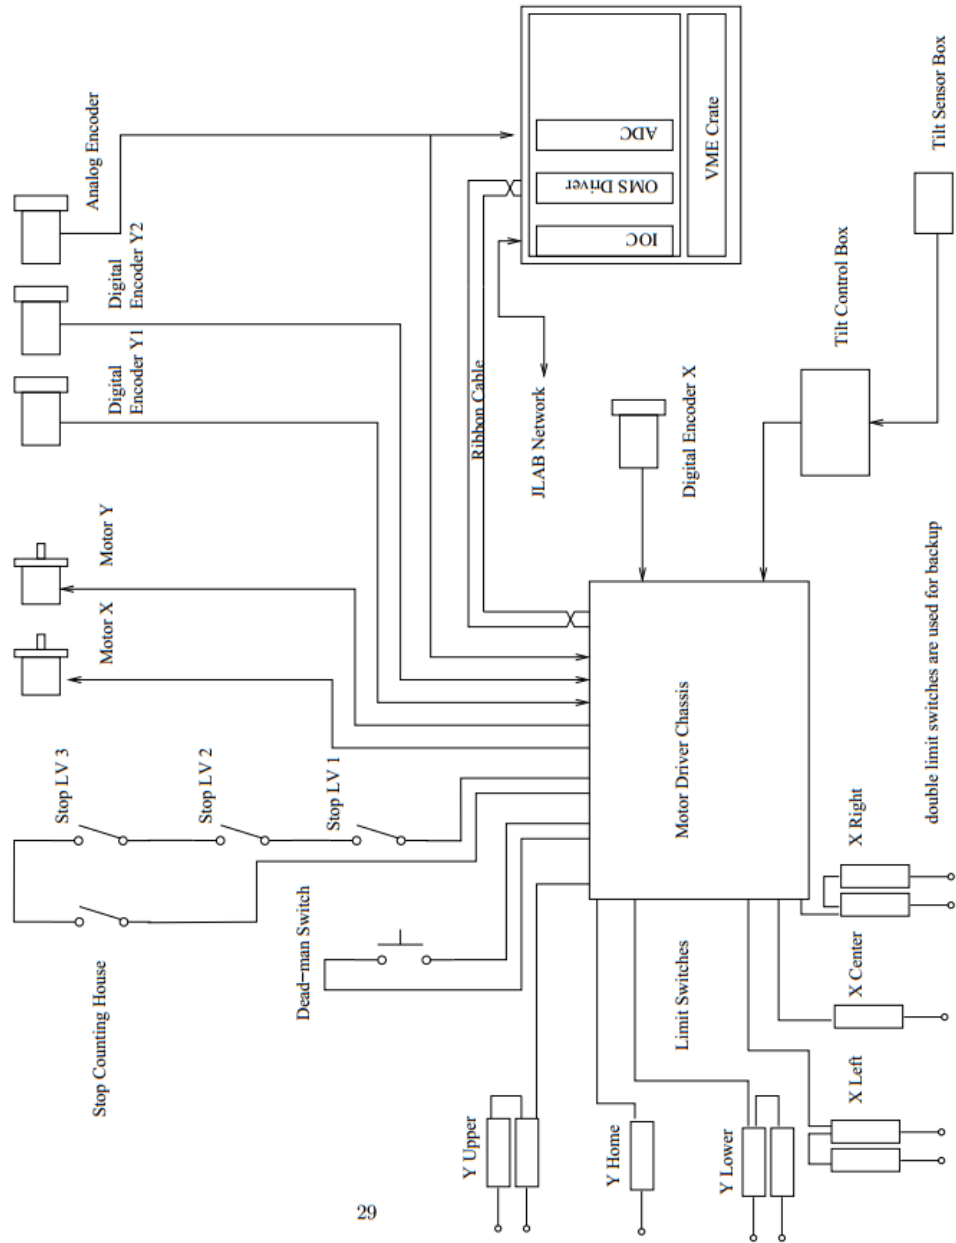 Analog Encoder
Digital
Encoder Y2
Digital
Encoder Y1
Motor Y
Motor X
Stop LV 3
Stop LV 2
Stop LV 1
Stop Counting House
Dead-man Switch
Ribbon Cable
JLAB Network
ADC
OMS Driver
IOC
VME Crate
Tilt Sensor Box
Tilt Control Box
Digital Encoder X
Motor Driver Chassis
Limit Switches
Y Upper
Y Home
Y Lower
X Left
X Center
X Right
double limit switches are used for backup
29